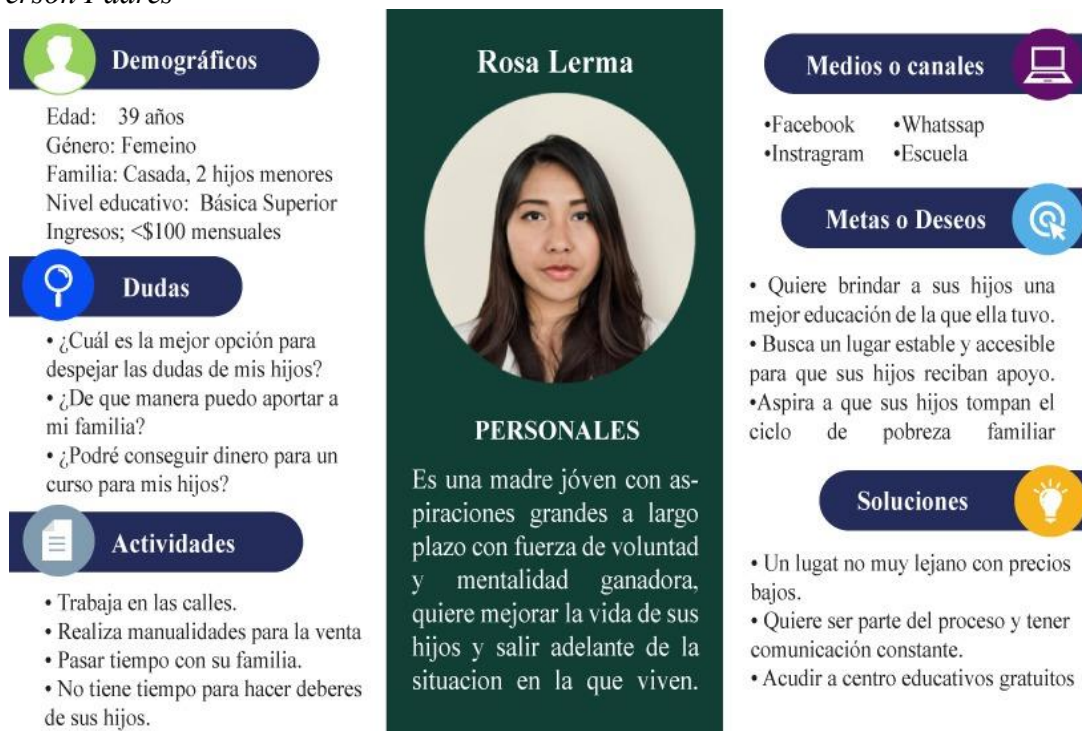 erson Padres
Demográficos
Edad: 39 años
Género: Femeino
Familia: Casada, 2 hijos menores
Nivel educativo: Básica Superior
Ingresos; <$100 mensuales
Dudas
• ¿Cuál es la mejor opción para
despejar las dudas de mis hijos?
• ¿De que manera puedo aportar a
mi familia?
• ¿Podré conseguir dinero para un
curso para mis hijos?
Actividades
• Trabaja en las calles.
• Realiza manualidades para la venta
• Pasar tiempo con su familia.
• No tiene tiempo para hacer deberes
de sus hijos.
Rosa Lerma
PERSONALES
Es una madre jóven con as-
piraciones grandes a largo
plazo con fuerza de voluntad
y mentalidad ganadora,
quiere mejorar la vida de sus
hijos y salir adelante de la
situacion en la que viven.
Medios o canales
•Facebook •Whatssap
•Instragram •Escuela
Metas o Deseos
• Quiere brindar a sus hijos una
mejor educación de la que ella tuvo.
• Busca un lugar estable y accesible
para que sus hijos reciban apoyo.
•Aspira a que sus hijos tompan el
ciclo de pobreza familiar
Soluciones
• Un lugat no muy lejano con precios
bajos.
• Quiere ser parte del proceso y tener
comunicación constante.
• Acudir a centro educativos gratuitos